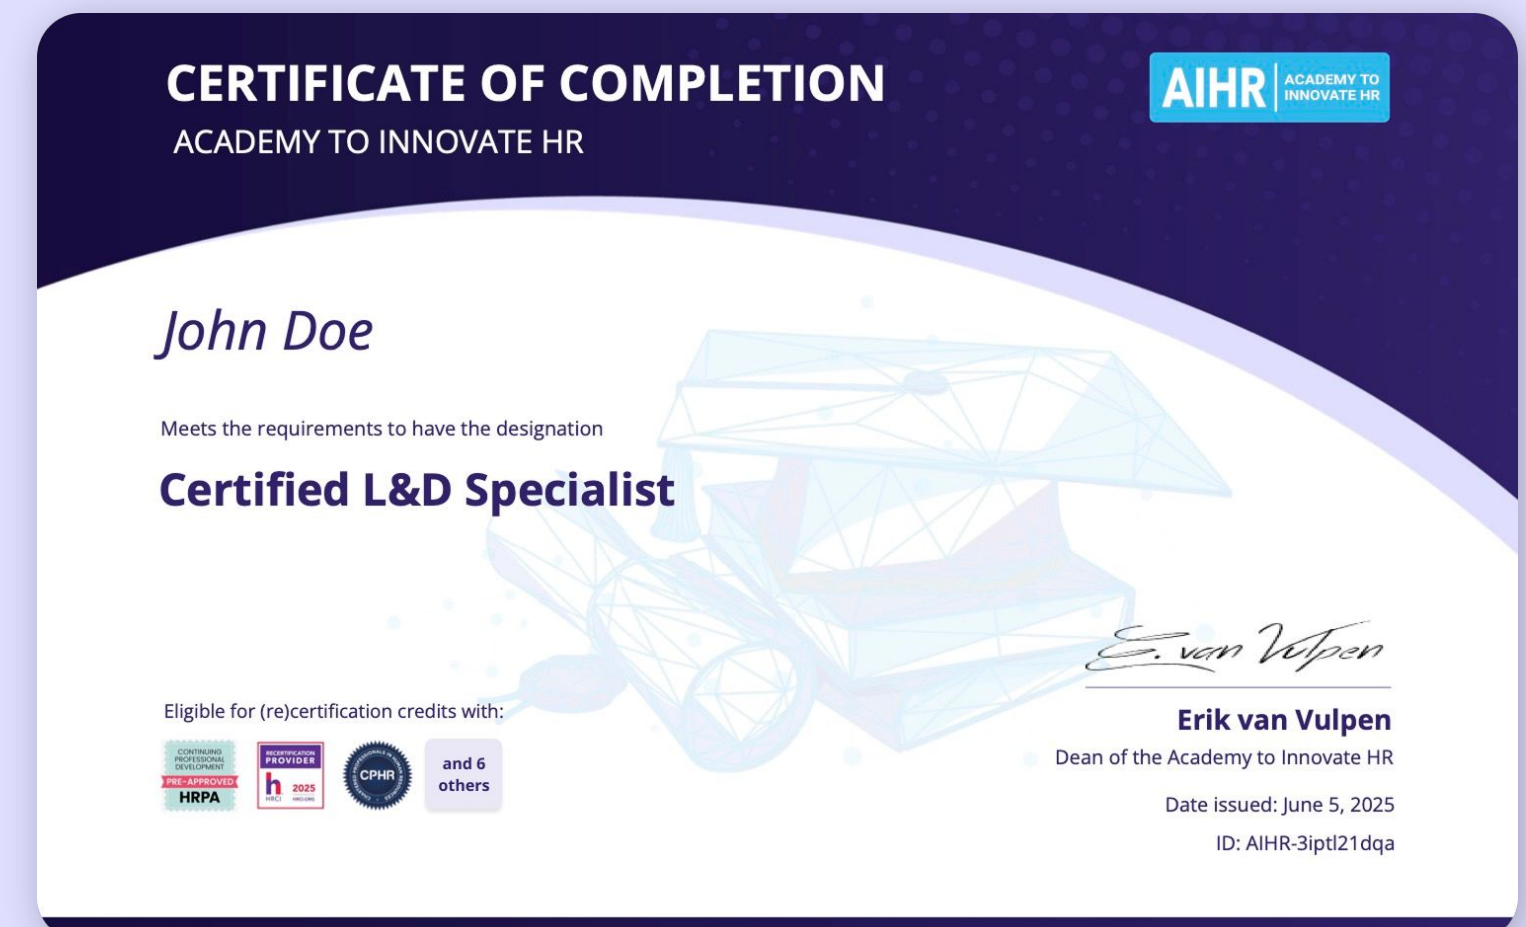 CERTIFICATE OF COMPLETION
ACADEMY TO INNOVATE HR
AIHR
ACADEMY TO
INNOVATE HR
John Doe
Meets the requirements to have the designation
Certified L&D Specialist
E. van Vulpen
Erik van Vulpen
Dean of the Academy to Innovate HR
Date issued: June 5, 2025
ID: AIHR-3iptl21dqa
Eligible for (re)certification credits with:
CONTINUING
PROFESSIONAL
DEVELOPMENT
PRE-APPROVED
HRPA
RECERTIFICATION
PROVIDER
h
2025
HRCI
HRCI.ORG
CPHR
and 6
others